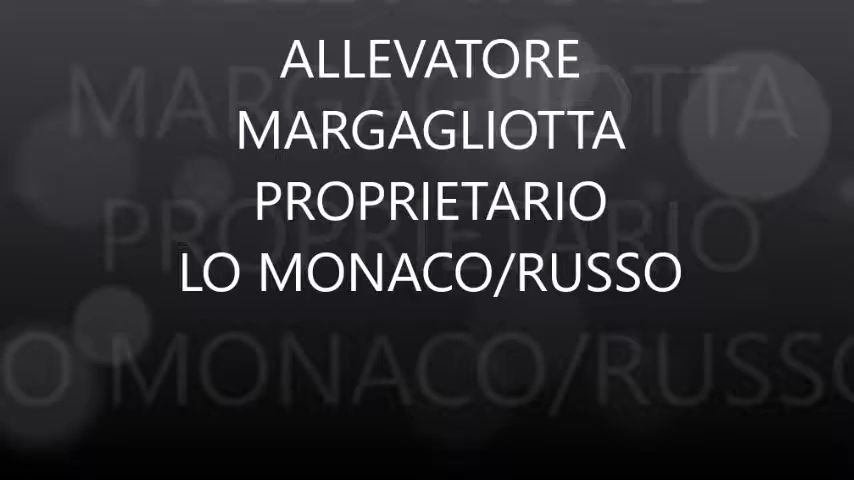 ALLEVATORE
MARGAGLIOTTA
PROPRIETARIO
LO MONACO/RUSSO